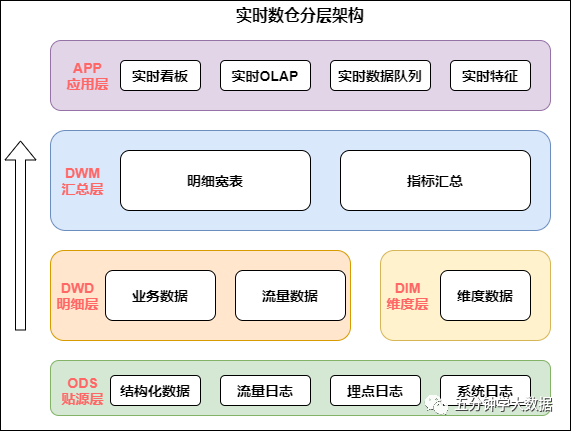 实时数仓分层架构
APP
应用层
实时看板
实时OLAP
实时数据队列
实时特征
DWM
汇总层
明细宽表
指标汇总
DWD
明细层
业务数据
流量数据
DIM
维度层
维度数据
ODS
贴源层
结构化数据
流量日志
埋点日志
系统日志
五分钟学大数据